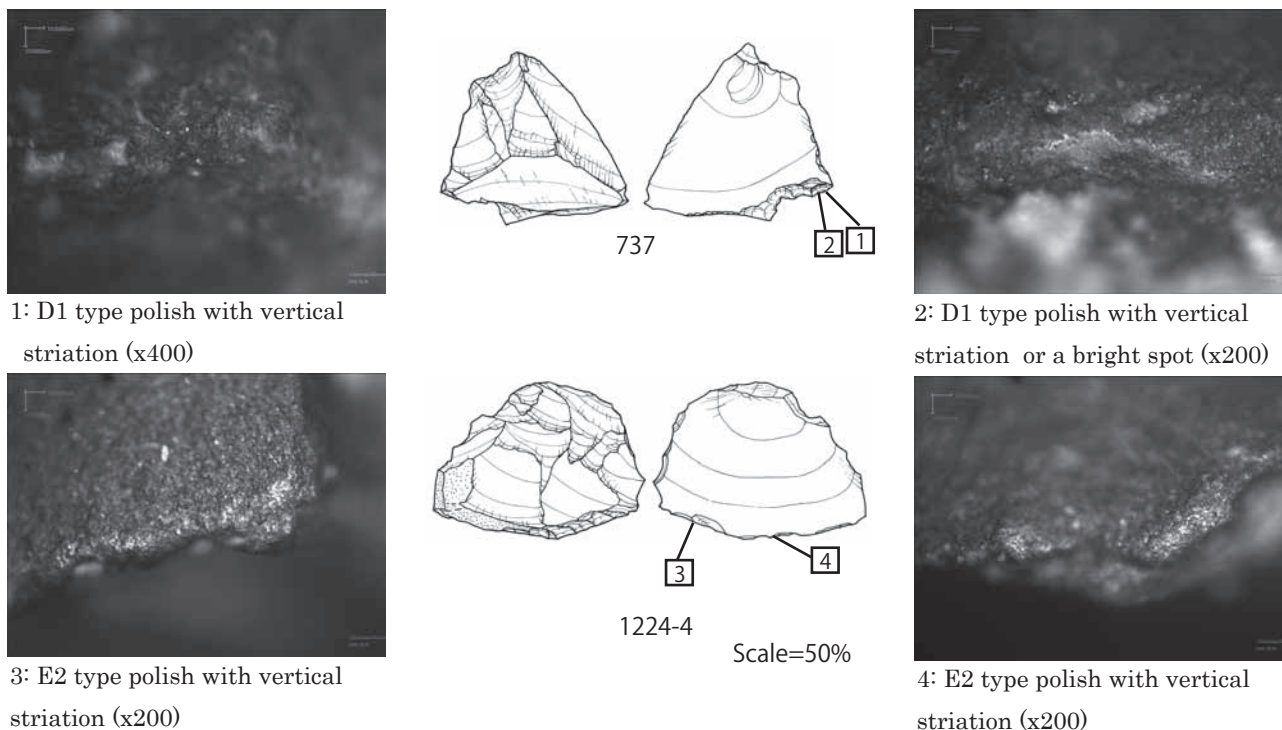 737
2
1
1: D1 type polish with vertical
striation (x400)
2: D1 type polish with vertical
striation or a bright spot (x200)
3
4
1224-4
Scale=50%
3: E2 type polish with vertical
striation (x200)
4: E2 type polish with vertical
striation (x200)